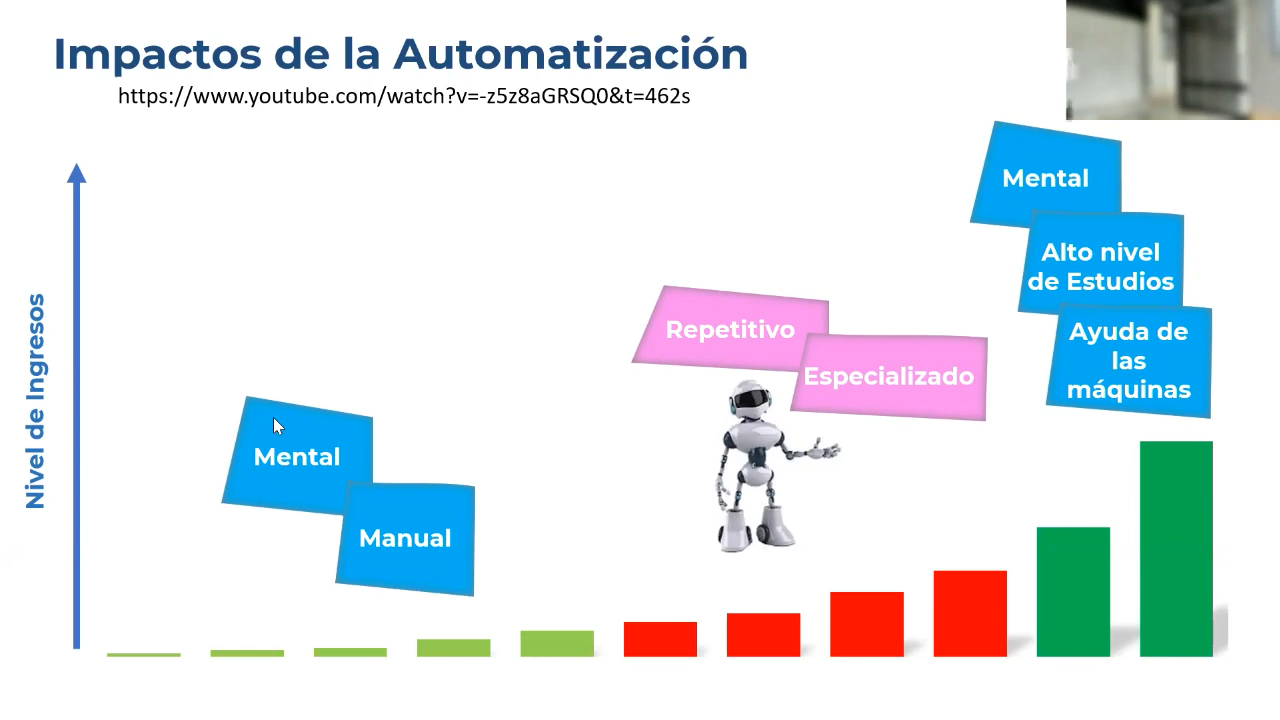 Impactos de la Automatización
https://www.youtube.com/watch?v=-z5z8aGRSQ0&t=462s
Nivel de Ingresos
Mental
Manual
Repetitivo
Especializado
Mental
Alto nivel
de Estudios
Ayuda de
las
máquinas